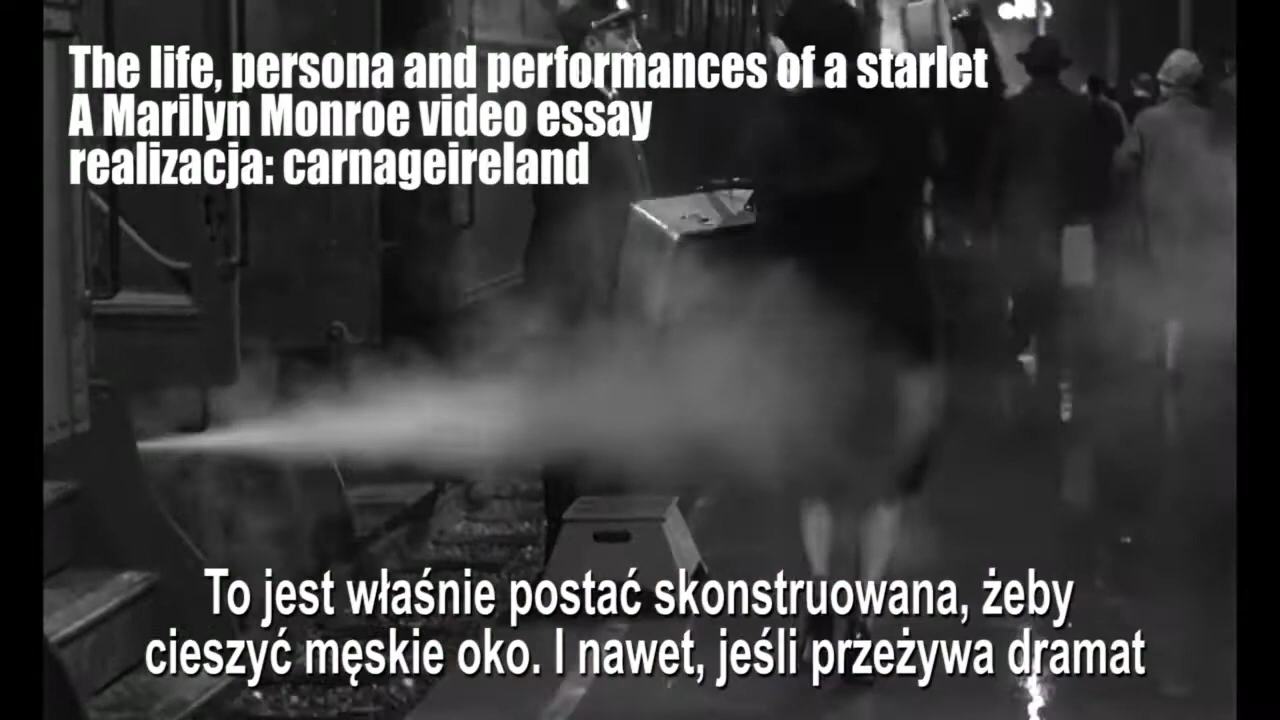 The life, persona and performances of a starlet
A Marilyn Monroe video essay
realizacja: carnageireland
To jest właśnie postać skonstruowana, żeby
cieszyć męskie oko. I nawet, jeśli przeżywa dramat